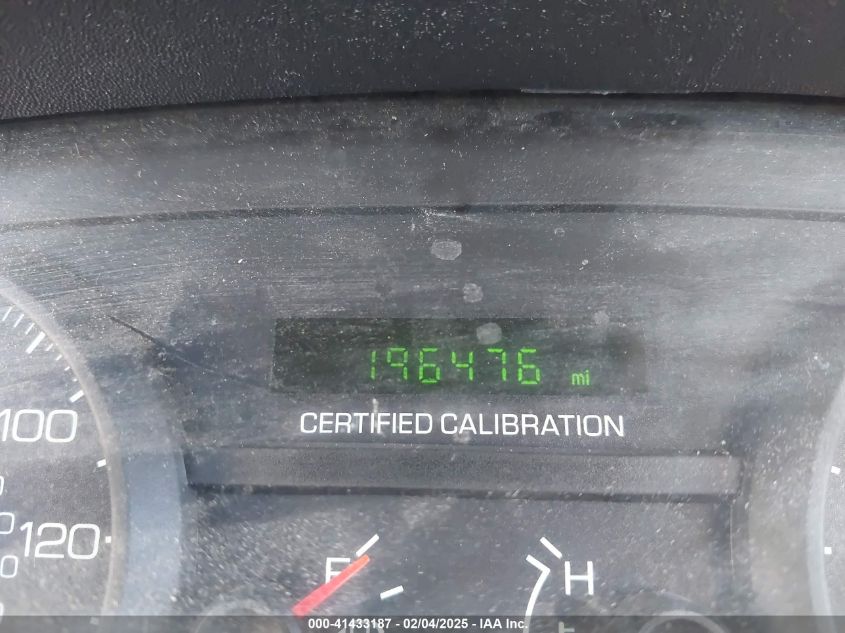 196476 mi
CERTIFIED CALIBRATION
100
120
F
H
000-41433187 - 02/04/2025 - IAA Inc.